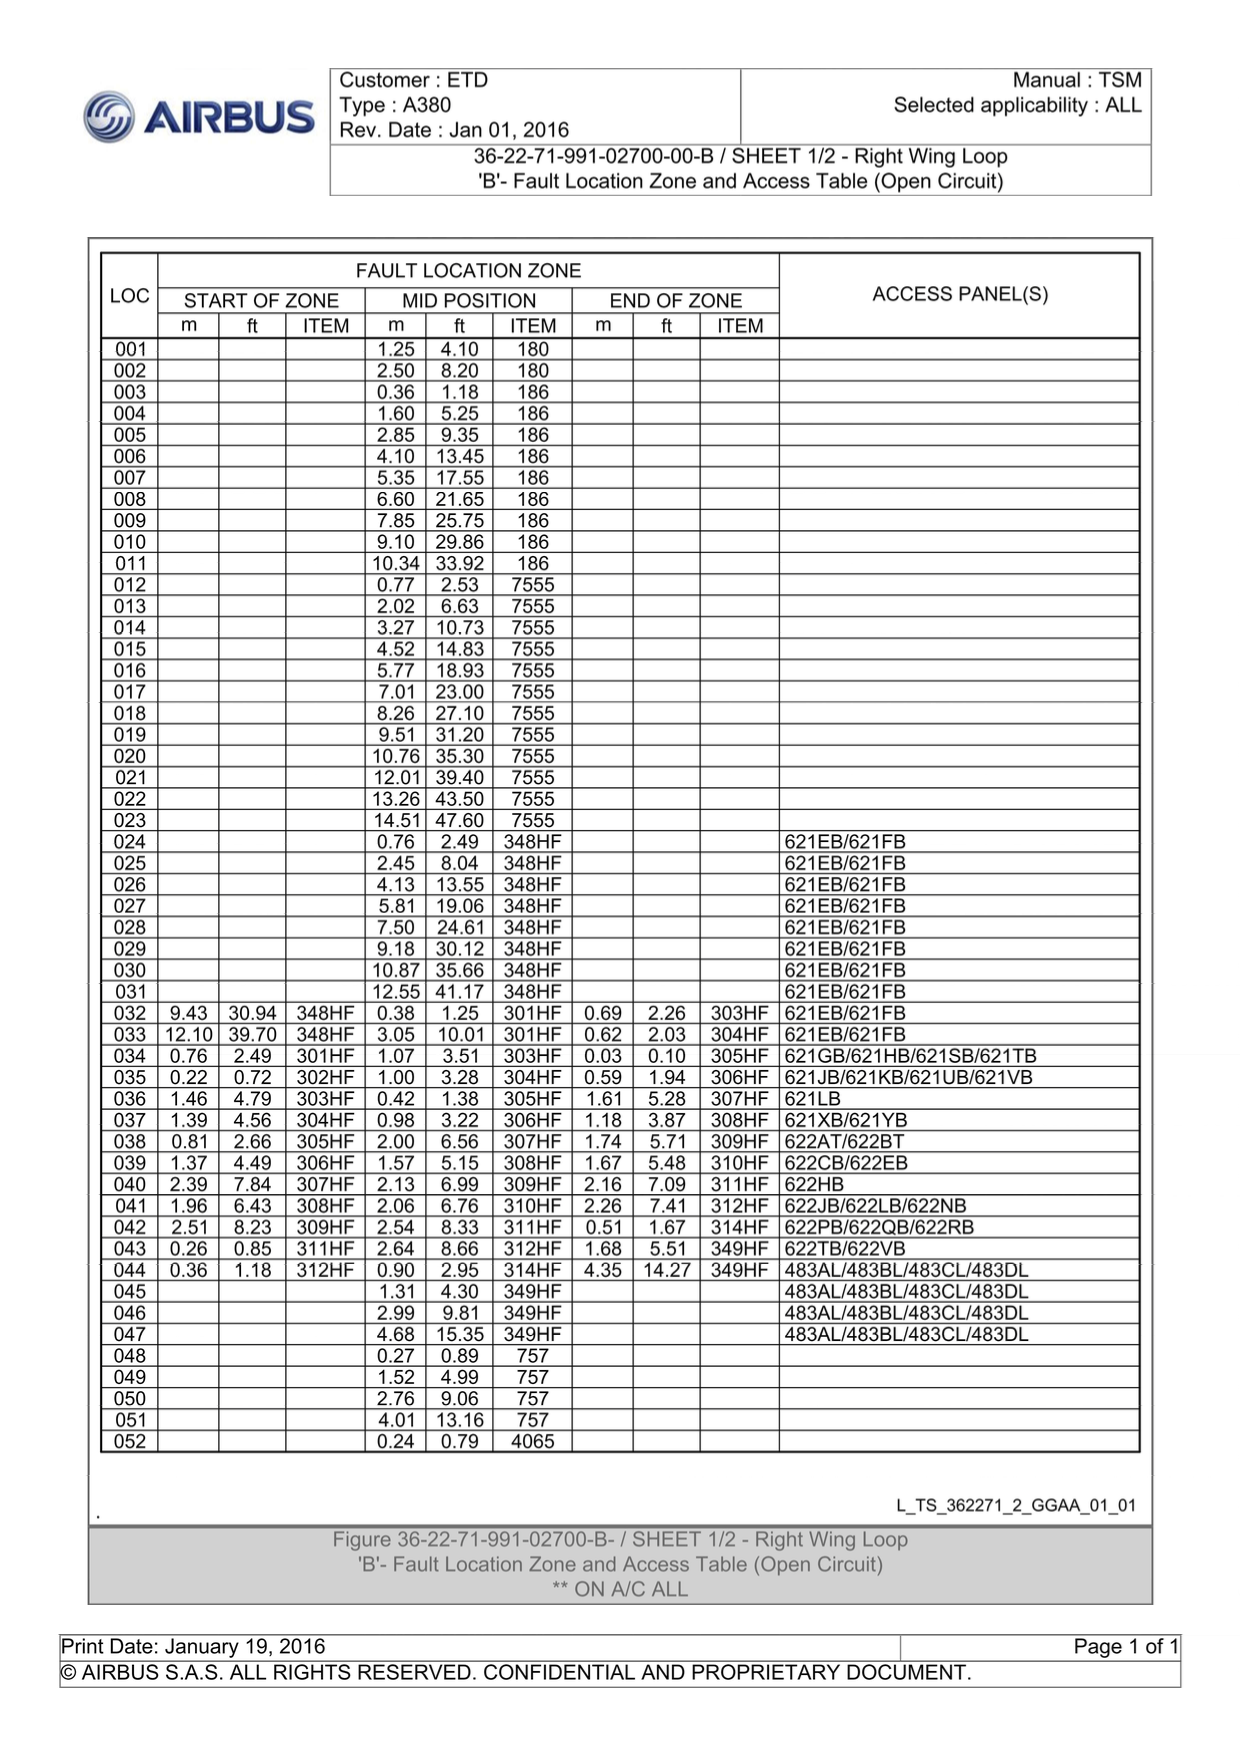 AIRBUS
Customer : ETD
Type : A380
Rev. Date : Jan 01, 2016
Manual : TSM
Selected applicability : ALL
36-22-71-991-02700-00-B / SHEET 1/2 - Right Wing Loop
'B'- Fault Location Zone and Access Table (Open Circuit)
LOC FAULT LOCATION ZONE ACCESS PANEL(S)
START OF ZONE MID POSITION END OF ZONE
m ft ITEM m ft ITEM m ft ITEM
001 1.25 4.10 180
002 2.50 8.20 180
003 0.36 1.18 186
004 1.60 5.25 186
005 2.85 9.35 186
006 4.10 13.45 186
007 5.35 17.55 186
008 6.60 21.65 186
009 7.85 25.75 186
010 9.10 29.86 186
011 10.34 33.92 186
012 0.77 2.53 7555
013 2.02 6.63 7555
014 3.27 10.73 7555
015 4.52 14.83 7555
016 5.77 18.93 7555
017 7.01 23.00 7555
018 8.26 27.10 7555
019 9.51 31.20 7555
020 10.76 35.30 7555
021 12.01 39.40 7555
022 13.26 43.50 7555
023 14.51 47.60 7555
024 0.76 2.49 348HF 621EB/621FB
025 2.45 8.04 348HF 621EB/621FB
026 4.13 13.55 348HF 621EB/621FB
027 5.81 19.06 348HF 621EB/621FB
028 7.50 24.61 348HF 621EB/621FB
029 9.18 30.12 348HF 621EB/621FB
030 10.87 35.66 348HF 621EB/621FB
031 12.55 41.17 348HF 621EB/621FB
032 9.43 30.94 348HF 0.38 1.25 301HF 0.69 2.26 303HF 621EB/621FB
033 12.10 39.70 348HF 3.05 10.01 301HF 0.62 2.03 304HF 621EB/621FB
034 0.76 2.49 301HF 1.07 3.51 303HF 0.03 0.10 305HF 621GB/621HB/621SB/621TB
035 0.22 0.72 302HF 1.00 3.28 304HF 0.59 1.94 306HF 621JB/621KB/621UB/621VB
036 1.46 4.79 303HF 0.42 1.38 305HF 1.61 5.28 307HF 621LB
037 1.39 4.56 304HF 0.98 3.22 306HF 1.18 3.87 308HF 621XB/621YB
038 0.81 2.66 305HF 2.00 6.56 307HF 1.74 5.71 309HF 622AT/622BT
039 1.37 4.49 306HF 1.57 5.15 308HF 1.67 5.48 310HF 622CB/622EB
040 2.39 7.84 307HF 2.13 6.99 309HF 2.16 7.09 311HF 622HB
041 1.96 6.43 308HF 2.06 6.76 310HF 2.26 7.41 312HF 622JB/622LB/622NB
042 2.51 8.23 309HF 2.54 8.33 311HF 0.51 1.67 314HF 622PB/622QB/622RB
043 0.26 0.85 311HF 2.64 8.66 312HF 1.68 5.51 349HF 622TB/622VB
044 0.36 1.18 312HF 0.90 2.95 314HF 4.35 14.27 349HF 483AL/483BL/483CL/483DL
045 1.31 4.30 349HF 483AL/483BL/483CL/483DL
046 2.99 9.81 349HF 483AL/483BL/483CL/483DL
047 4.68 15.35 349HF 483AL/483BL/483CL/483DL
048 0.27 0.89 757
049 1.52 4.99 757
050 2.76 9.06 757
051 4.01 13.16 757
052 0.24 0.79 4065
L_TS_362271_2_GGAA_01_01
.
Figure 36-22-71-991-02700-B- / SHEET 1/2 - Right Wing Loop
'B'- Fault Location Zone and Access Table (Open Circuit)
** ON A/C ALL
Print Date: January 19, 2016 Page 1 of 1
© AIRBUS S.A.S. ALL RIGHTS RESERVED. CONFIDENTIAL AND PROPRIETARY DOCUMENT.